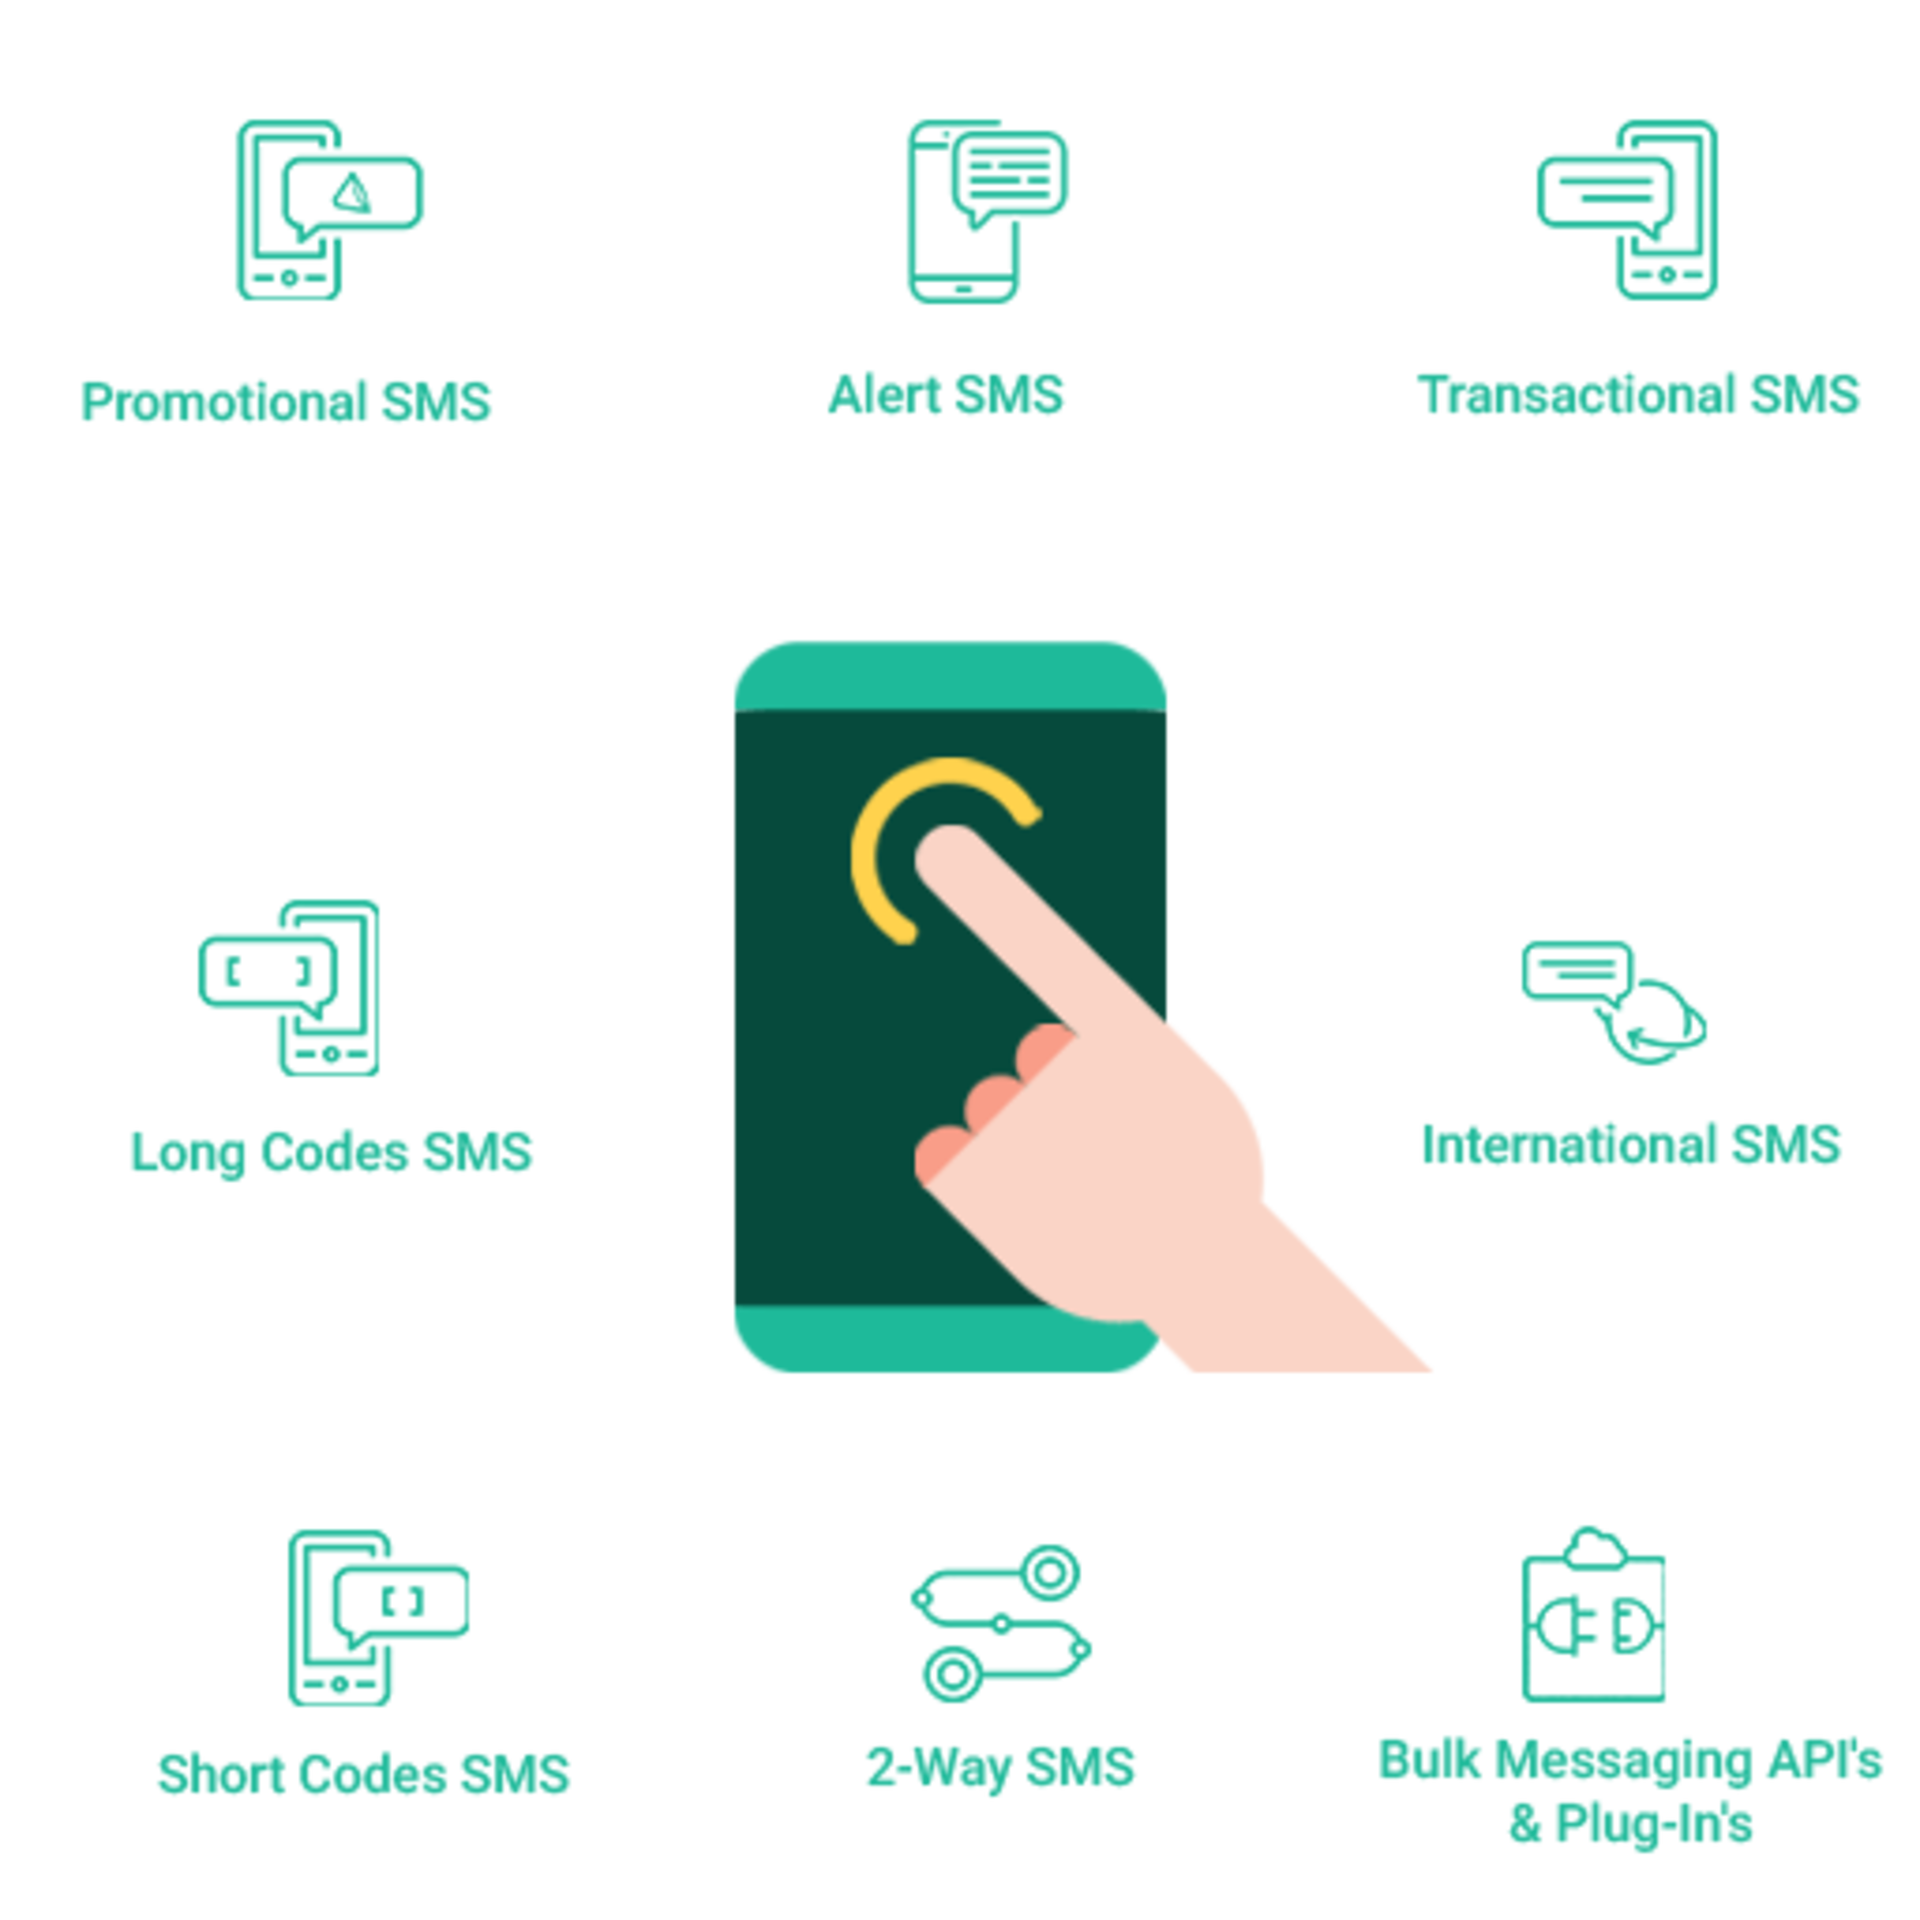 Promotional SMS
Alert SMS
Transactional SMS
Long Codes SMS
International SMS
Short Codes SMS
2-Way SMS
Bulk Messaging API's
& Plug-In's